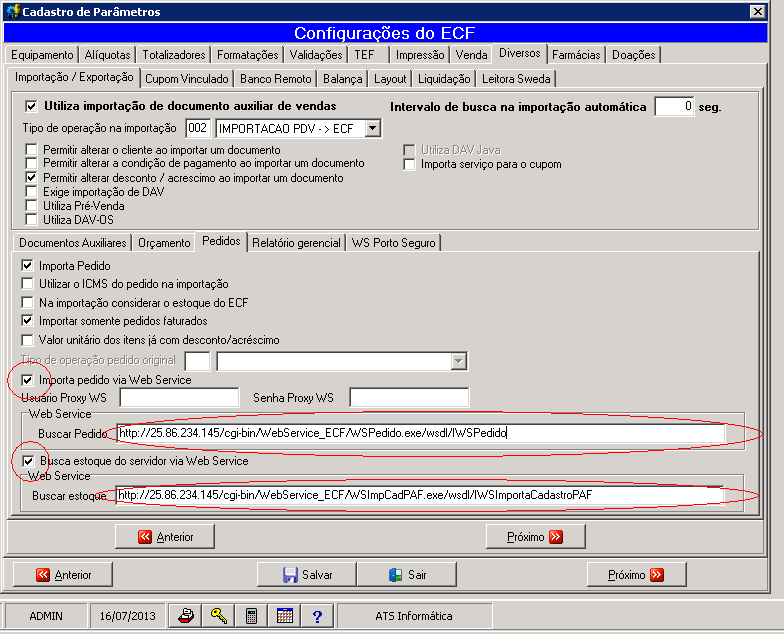 Cadastro de Parâmetros
Configurações do ECF
Equipamento Alíquotas Totalizadores Formatações Validações TEF Impressão Venda Diversos Farmácias Doações
Importação / Exportação Cupom Vinculado Banco Remoto Balança Layout Liquidação Leitora Sweda
Utiliza importação de documento auxiliar de vendas Intervalo de busca na importação automática 0 seg.
Tipo de operação na importação 002 IMPORTACAO PDV -> ECF
Permitir alterar o cliente ao importar um documento Utiliza DAV Java
Permitir alterar a condição de pagamento ao importar um documento Importa serviço para o cupom
Permitir alterar desconto / acrescimo ao importar um documento
Exige importação de DAV
Utiliza Pré-Venda
Utiliza DAV-OS
Documentos Auxiliares Orçamento Pedidos Relatório gerencial WS Porto Seguro
Importa Pedido
Utilizar o ICMS do pedido na importação
Na importação considerar o estoque do ECF
Importar somente pedidos faturados
Valor unitário dos itens já com desconto/acréscimo
Tipo de operação pedido original
Importa pedido via Web Service
Usuário Proxy WS Senha Proxy WS
Web Service
Buscar Pedido http://25.86.234.145/cgi-bin/WebService_ECF/WSPedido.exe/wsdl/IWSPedido
Busca estoque do servidor via Web Service
Web Service
Buscar estoque http://25.86.234.145/cgi-bin/WebService_ECF/WSImpCadPAF.exe/wsdl/IWSImportaCadastroPAF
Anterior Próximo
Anterior Salvar Sair Próximo
ADMIN 16/07/2013 ? ATS Informática